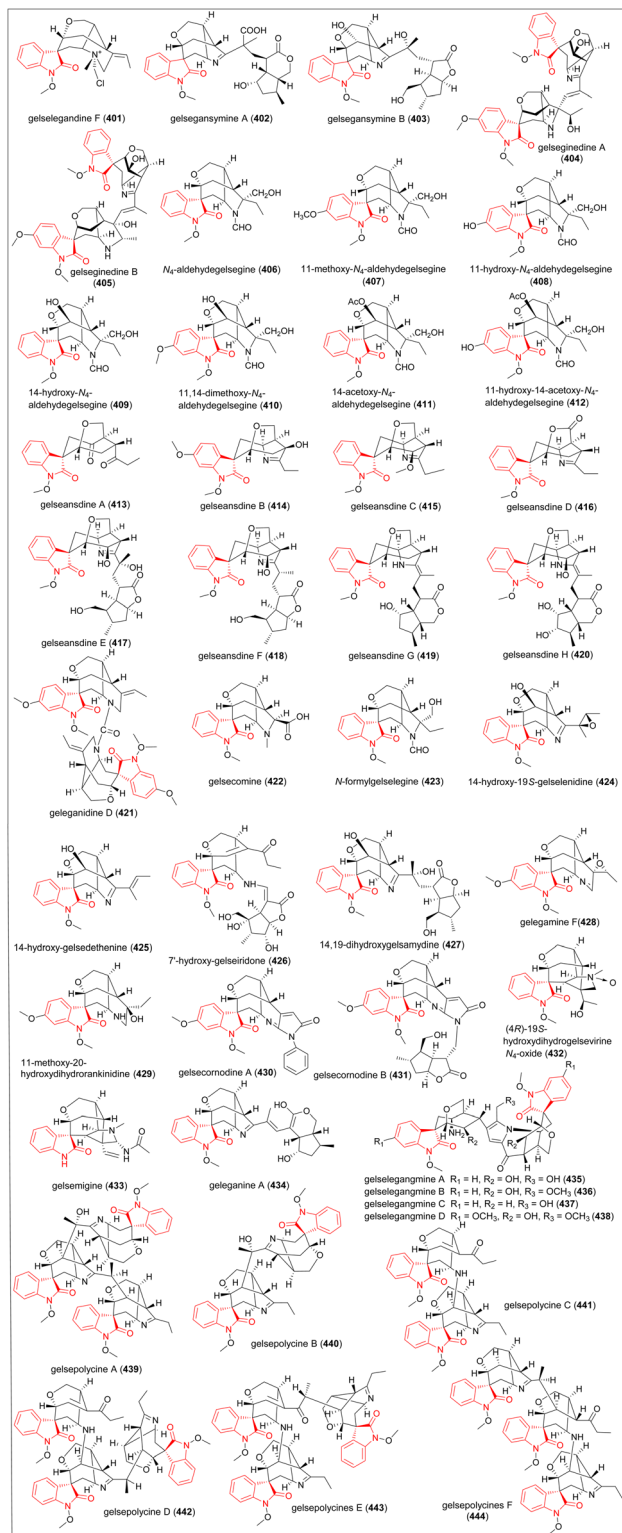 gelselegandine F (401)
gelsegansymine A (402)
gelsegansymine B (403)
gelseginedine A
(404)
gelseginedine B
(405)
N4-aldehydegelsegine (406)
11-methoxy-N4-aldehydegelsegine
(407)
11-hydroxy-N4-aldehydegelsegine
(408)
14-hydroxy-N4-
aldehydegelsegine (409)
11,14-dimethoxy-N4-
aldehydegelsegine (410)
14-acetoxy-N4-
aldehydegelsegine (411)
11-hydroxy-14-acetoxy-N4-
aldehydegelsegine (412)
gelseansdine A (413)
gelseansdine B (414)
gelseansdine C (415)
gelseansdine D (416)
gelseansdine E (417)
gelseansdine F (418)
gelseansdine G (419)
gelseansdine H (420)
geleganidine D (421)
gelsecomine (422)
N-formylgelselegine (423)
14-hydroxy-19S-gelselenidine (424)
14-hydroxy-gelsedethenine (425)
7'-hydroxy-gelseiridone (426)
14,19-dihydroxygelsamydine (427)
gelegamine F(428)
11-methoxy-20-
hydroxydihydrorankinidine (429)
gelsecornodine A (430)
gelsecornodine B (431)
(4R)-19S-
hydroxydihydrogelsevirine
N4-oxide (432)
gelsemigine (433)
geleganine A (434)
gelselegangmine A R1 = H, R2 = OH, R3 = OH (435)
gelselegangmine B R1 = H, R2 = OH, R3 = OCH3 (436)
gelselegangmine C R1 = H, R2 = H, R3 = OH (437)
gelselegangmine D R1 = OCH3, R2 = OH, R3 = OCH3 (438)
gelsepolycine A
(439)
gelsepolycine B (440)
gelsepolycine C (441)
gelsepolycine D (442)
gelsepolycines E (443)
gelsepolycines F
(444)